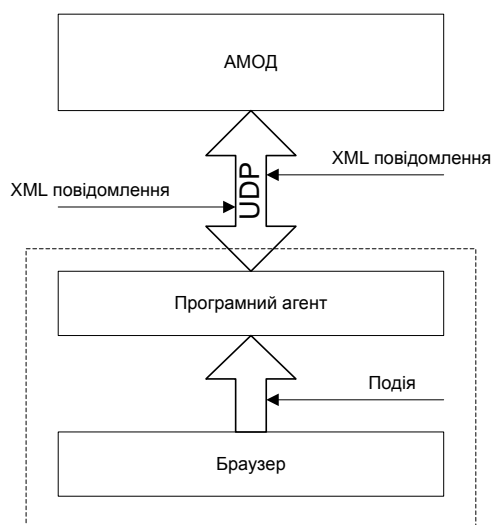 АМОД
XML повідомлення
XML повідомлення
UDP
Програмний агент
Подія
Браузер